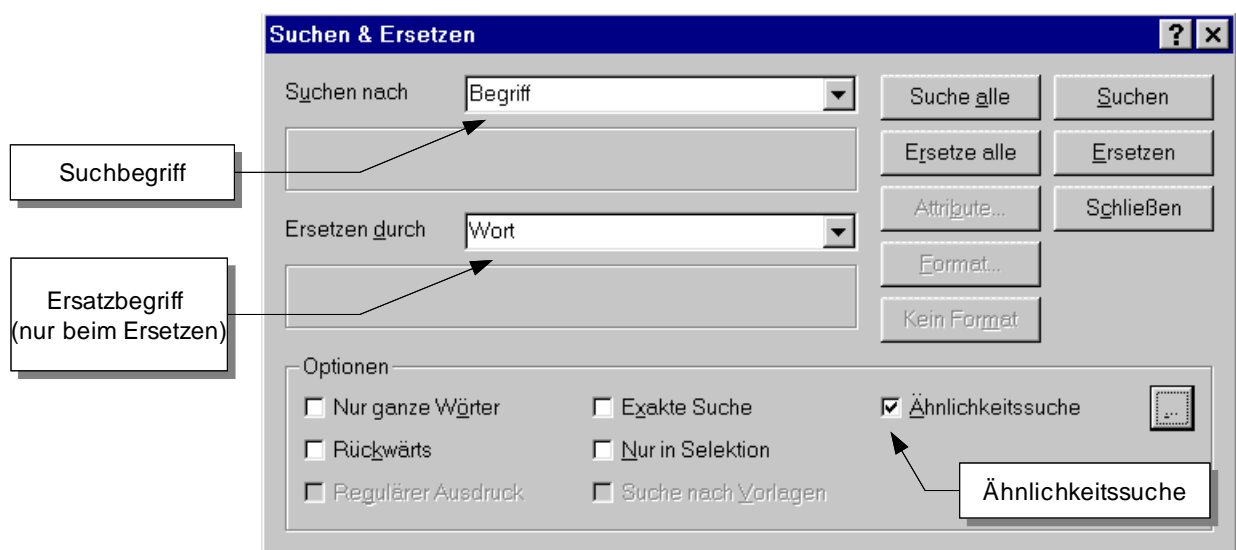 Suchen & Ersetzen
Suchen nach
Begriff
Suche alle
Suchen
Suchbegriff
Ersetze alle
Ersetzen
Attribute...
Schließen
Ersetzen durch
Wort
Format...
Ersatzbegriff
(nur beim Ersetzen)
Kein Format
Optionen
Nur ganze Wörter
Exakte Suche
Ähnlichkeitssuche
...
Rückwärts
Nur in Selektion
Regulärer Ausdruck
Suche nach Vorlagen
Ähnlichkeitssuche